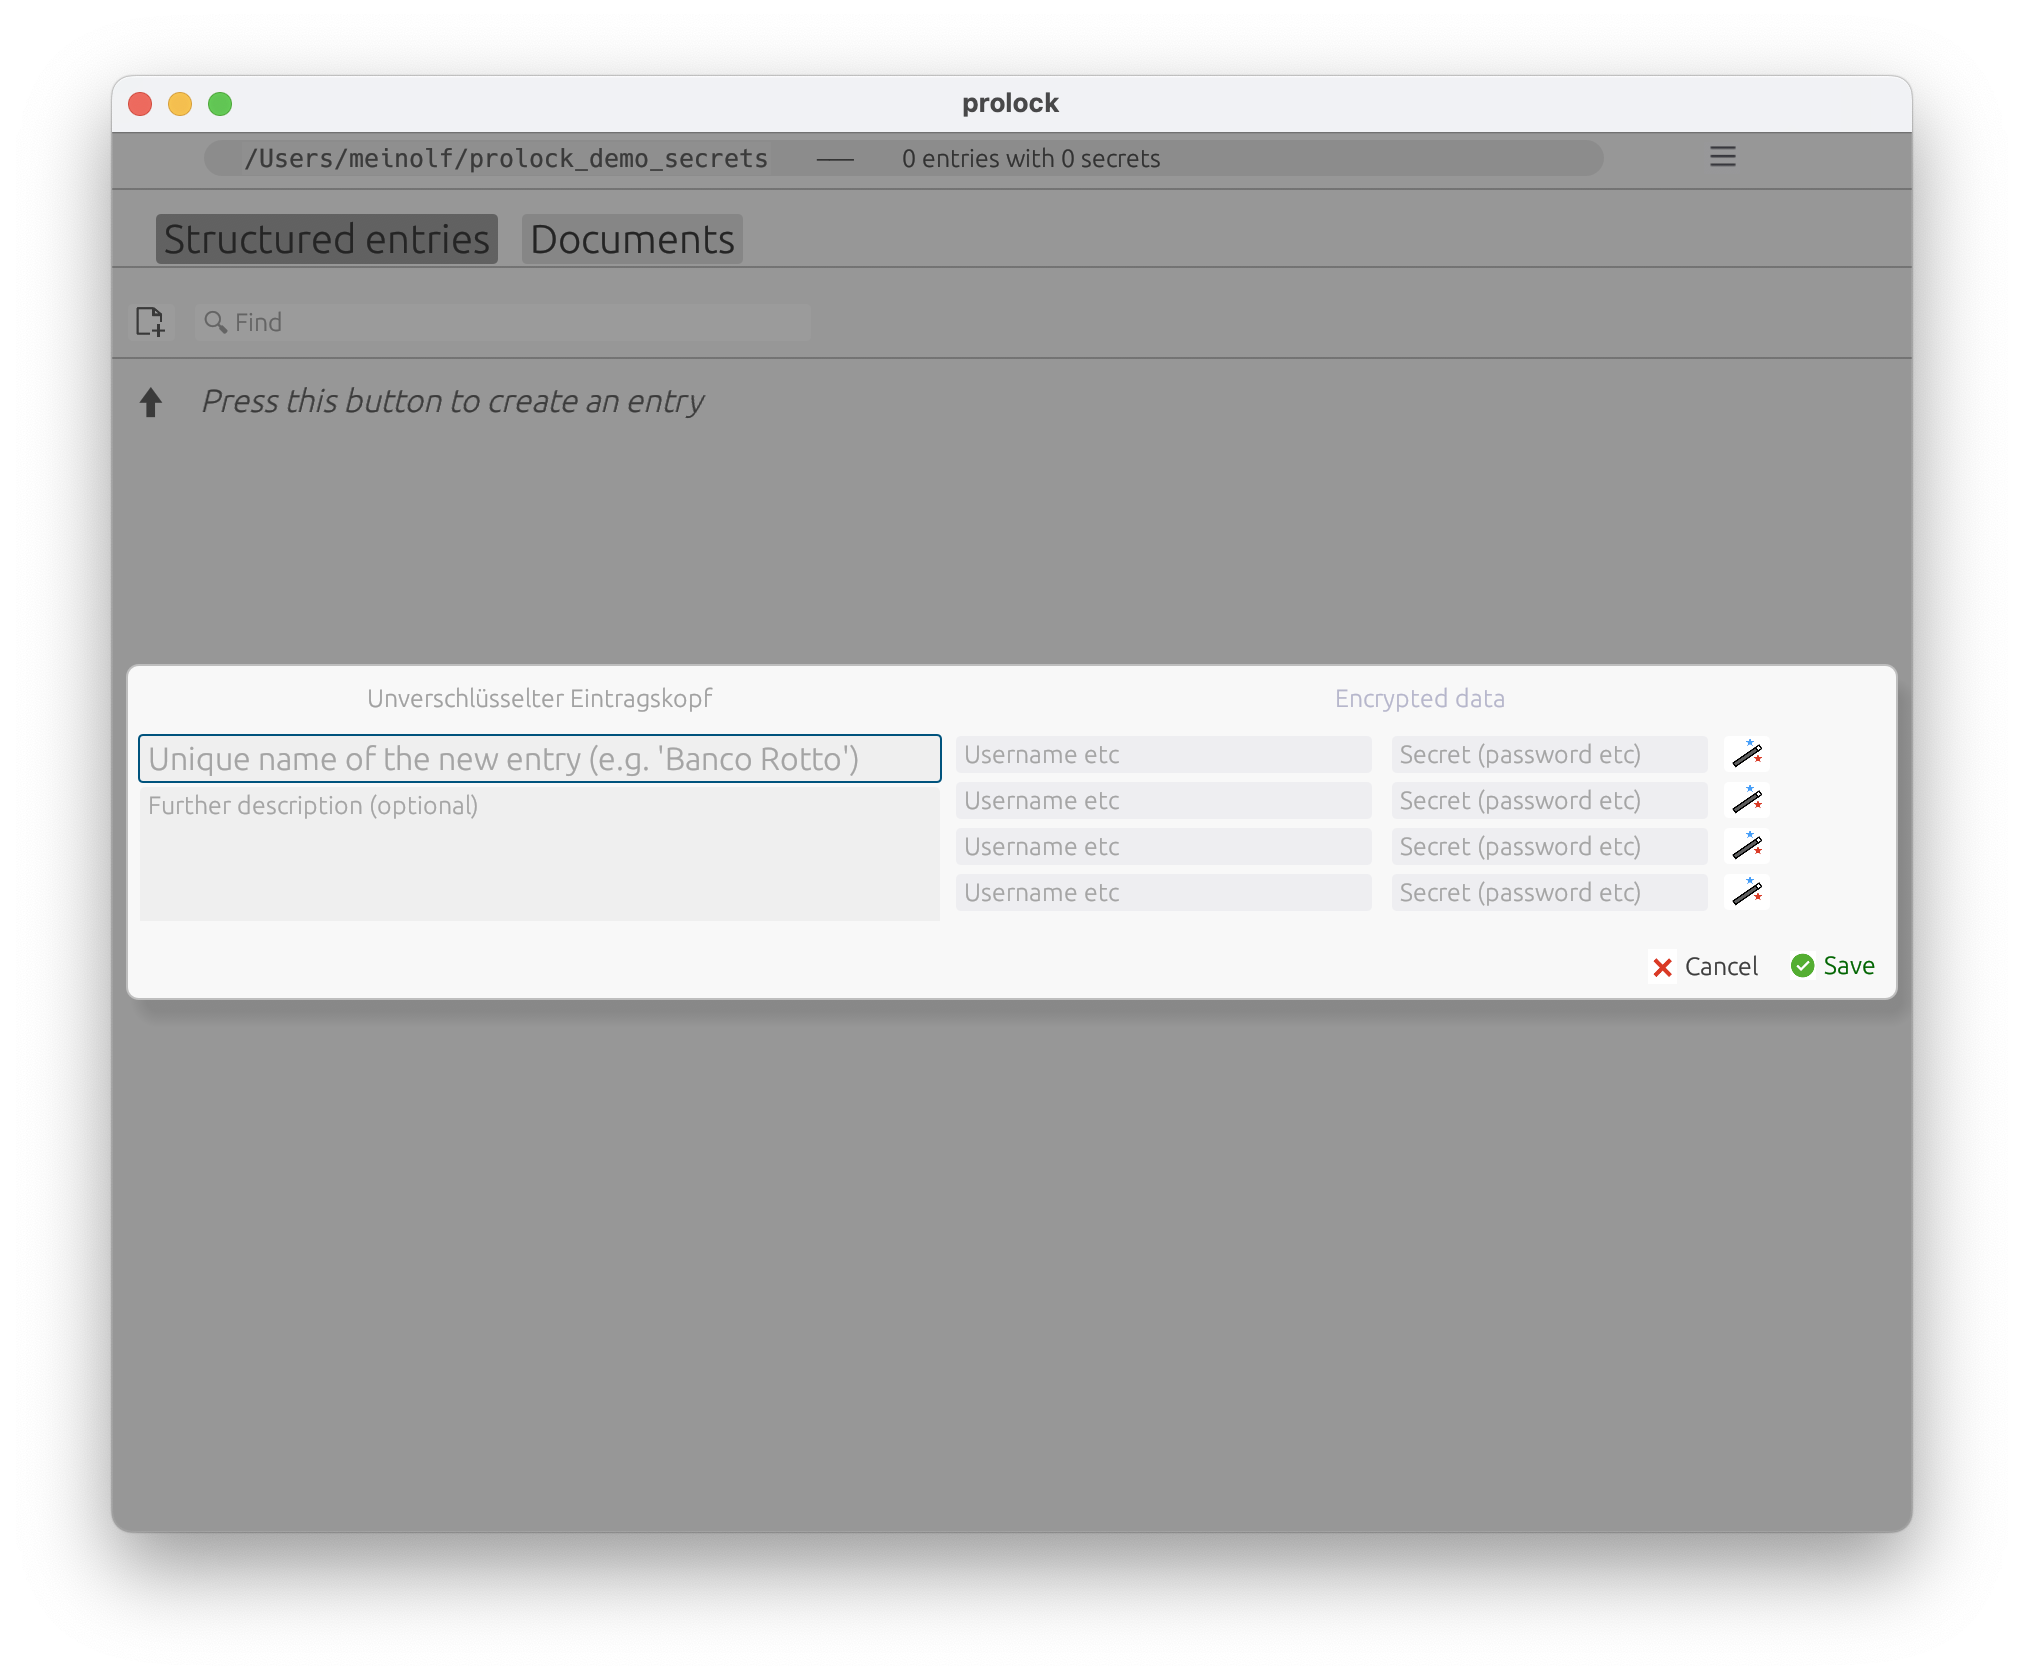 prolock
/Users/meinolf/prolock_demo_secrets — 0 entries with 0 secrets
Structured entries Documents
Find
Press this button to create an entry
Unverschlüsselter Eintragskopf Encrypted data
Unique name of the new entry (e.g. 'Banco Rotto') Username etc Secret (password etc)
Further description (optional) Username etc Secret (password etc)
Username etc Secret (password etc)
Username etc Secret (password etc)
Cancel Save